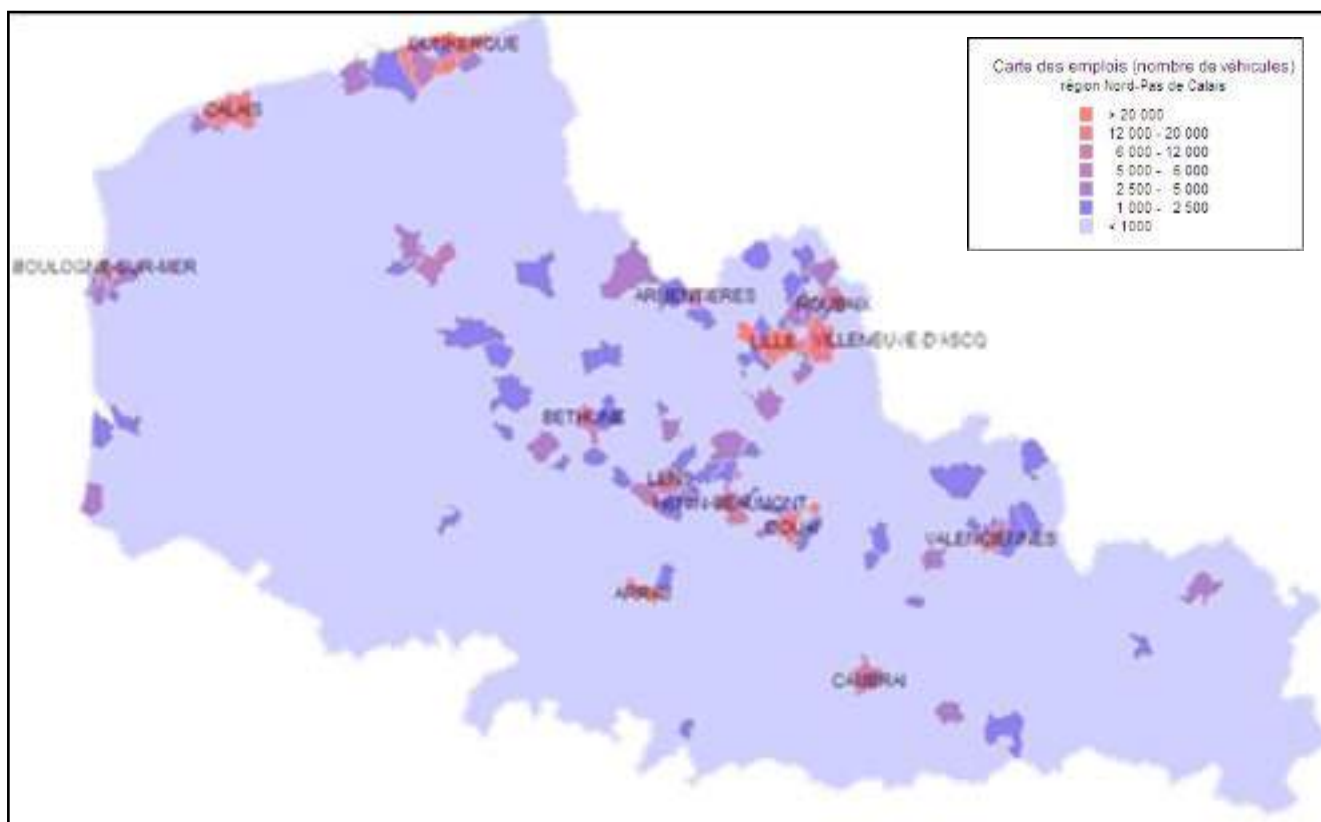 DUNKERQUE
Carte des emplois (nombre de véhicules)
région Nord-Pas de Calais
> 20 000
12 000 - 20 000
6 000 - 12 000
5 000 - 6 000
2 500 - 5 000
1 000 - 2 500
< 1000
CALAIS
BOULOGNE-SUR-MER
ARMENTIERES
ROUBAIX
LILLE
VILLENEUVE-D'ASCQ
BETHUNE
LENS
HENIN-BEAUMONT
DOUAI
VALENCIENNES
ARRAS
CAMBRAI